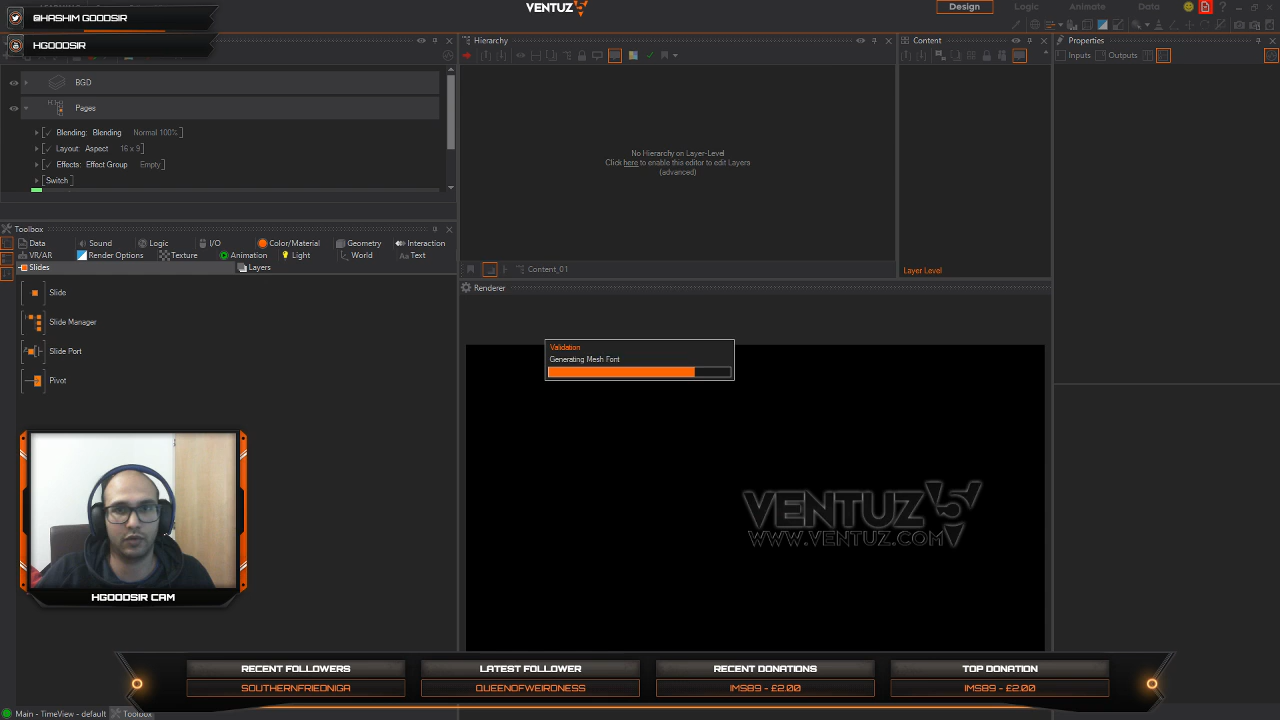 @HASHIM GOODSIR
HGOODSIR
VENTUZ 5
Design
Logic
Animate
Data
BGD
Pages
Blending: Blending Normal 100%
Layout: Aspect 16 x 9
Effects: Effect Group Empty
Switch
Hierarchy
No Hierarchy on Layer-Level
Click here to enable this editor to edit Layers
(advanced)
Content_01
Content
Layer Level
Properties
Inputs
Outputs
Toolbox
Data
Sound
Logic
I/O
Color/Material
Geometry
Interaction
VR/AR
Render Options
Texture
Animation
Light
World
Text
Slides
Layers
Slide
Slide Manager
Slide Port
Pivot
Renderer
Validation
Generating Mesh Font
VENTUZ 5
WWW.VENTUZ.COM
HGOODSIR CAM
RECENT FOLLOWERS
SOUTHERNFRIEDNIGA
LATEST FOLLOWER
QUEENOFWEIRDNESS
RECENT DONATIONS
IMSB9 - £2.00
TOP DONATION
IMSB9 - £2.00
Main - TimeView - default
Toolbox